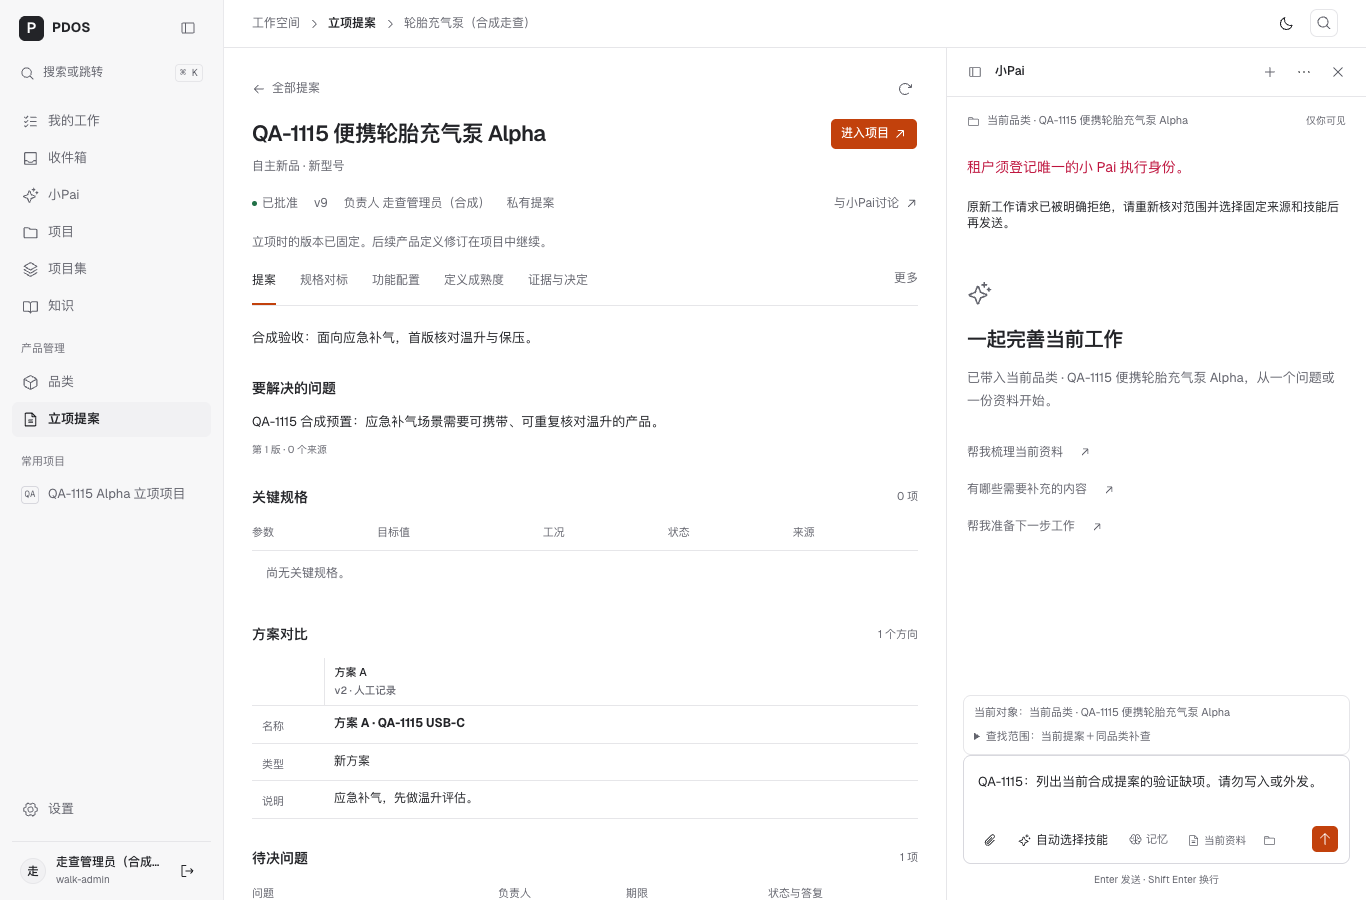 P PDOS
搜索或跳转 ⌘ K
我的工作
收件箱
小Pai
项目
项目集
知识
产品管理
品类
立项提案
常用项目
QA QA-1115 Alpha 立项项目
设置
走 走查管理员（合成...
walk-admin
工作空间 > 立项提案 > 轮胎充气泵（合成走查）
← 全部提案
QA-1115 便携轮胎充气泵 Alpha
进入项目 ↗
自主新品 · 新型号
已批准 v9 负责人 走查管理员（合成） 私有提案
与小Pai讨论 ↗
立项时的版本已固定。后续产品定义修订在项目中继续。
提案 规格对标 功能配置 定义成熟度 证据与决定 更多
合成验收：面向应急补气，首版核对温升与保压。
要解决的问题
QA-1115 合成预置：应急补气场景需要可携带、可重复核对温升的产品。
第 1 版 · 0 个来源
关键规格 0 项
参数 目标值 工况 状态 来源
尚无关键规格。
方案对比 1 个方向
方案 A
v2 · 人工记录
名称 方案 A · QA-1115 USB-C
类型 新方案
说明 应急补气，先做温升评估。
待决问题 1 项
问题 负责人 期限 状态与答复
小Pai
当前品类 · QA-1115 便携轮胎充气泵 Alpha 仅你可见
租户须登记唯一的小 Pai 执行身份。
原新工作请求已被明确拒绝，请重新核对范围并选择固定来源和技能后
再发送。
一起完善当前工作
已带入当前品类 · QA-1115 便携轮胎充气泵 Alpha，从一个问题或
一份资料开始。
帮我梳理当前资料 ↗
有哪些需要补充的内容 ↗
帮我准备下一步工作 ↗
当前对象：当前品类 · QA-1115 便携轮胎充气泵 Alpha
▶ 查找范围：当前提案＋同品类补查
QA-1115：列出当前合成提案的验证缺项。请勿写入或外发。
自动选择技能 记忆 当前资料
Enter 发送 · Shift Enter 换行